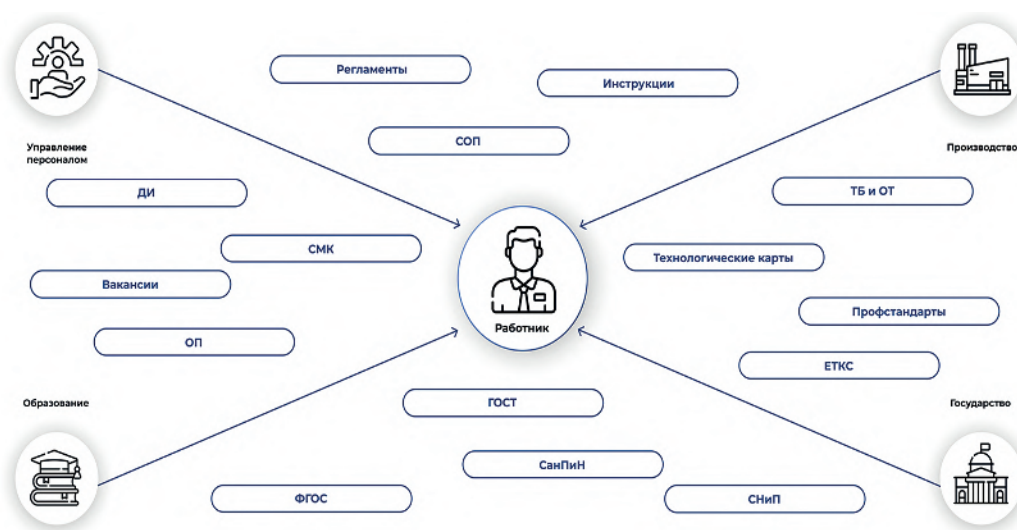 Регламенты
Инструкции
СОП
Управление
персоналом
Производство
ДИ
ТБ и ОТ
СМК
Технологические карты
Вакансии
Профстандарты
Работник
ОП
ЕТКС
Образование
ГОСТ
Государство
СанПиН
ФГОС
СНиП